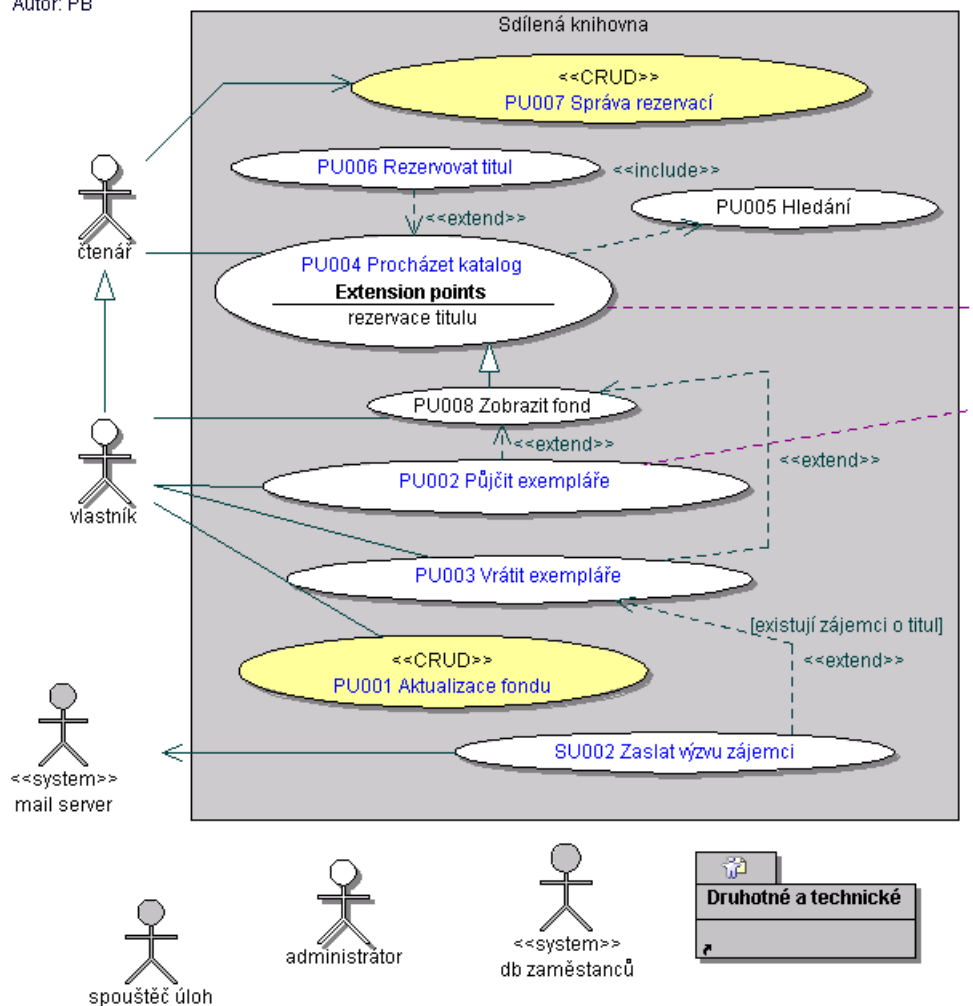 Autor: PB
Sdílená knihovna
<<CRUD>>
PU007 Správa rezervací
PU006 Rezervovat titul
<<include>>
PU005 Hledání
<<extend>>
čtenář
PU004 Procházet katalog
Extension points
rezervace titulu
PU008 Zobrazit fond
<<extend>>
<<extend>>
PU002 Půjčit exempláře
vlastník
PU003 Vrátit exempláře
[existují zájemci o titul]
<<extend>>
<<CRUD>>
PU001 Aktualizace fondu
SU002 Zaslat výzvu zájemci
<<system>>
mail server
Druhotné a technické
administrátor
<<system>>
db zaměstanců
spouštěč úloh